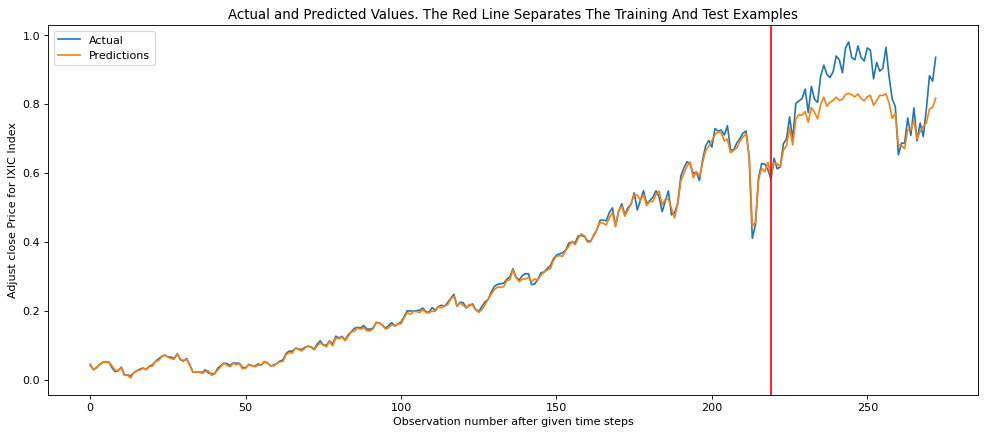 Actual and Predicted Values. The Red Line Separates The Training And Test Examples
Actual
Predictions
Adjust close Price for IXIC Index
1.0
0.8
0.6
0.4
0.2
0.0
0 50 100 150 200 250
Observation number after given time steps